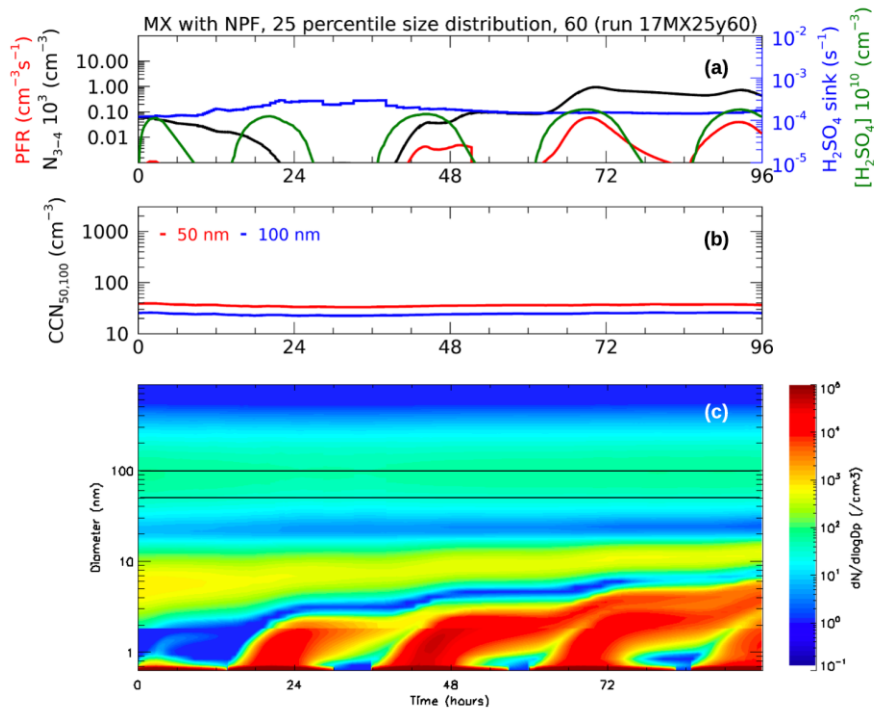 MX with NPF, 25 percentile size distribution, 60 (run 17MX25y60)
PFR (cm⁻³s⁻¹)
N₃₋₄ 10³ (cm⁻³)
1.00
1.00
0.10
0.01
(a)
10⁻²
10⁻³
10⁻⁴
10⁻⁵
H₂SO₄ sink (s⁻¹)
[H₂SO₄] 10¹⁰ (cm⁻³)
0 24 48 72 96
CCN₅₀,₁₀₀ (cm⁻³)
1000
100
10
50 nm 100 nm
(b)
0 24 48 72 96
Diameter (nm)
100
10
1
(c)
0 24 48 72
Time (hours)
10⁵
10⁴
10³
10²
10¹
10⁰
10⁻¹
dN/dlogDp (/cm3)